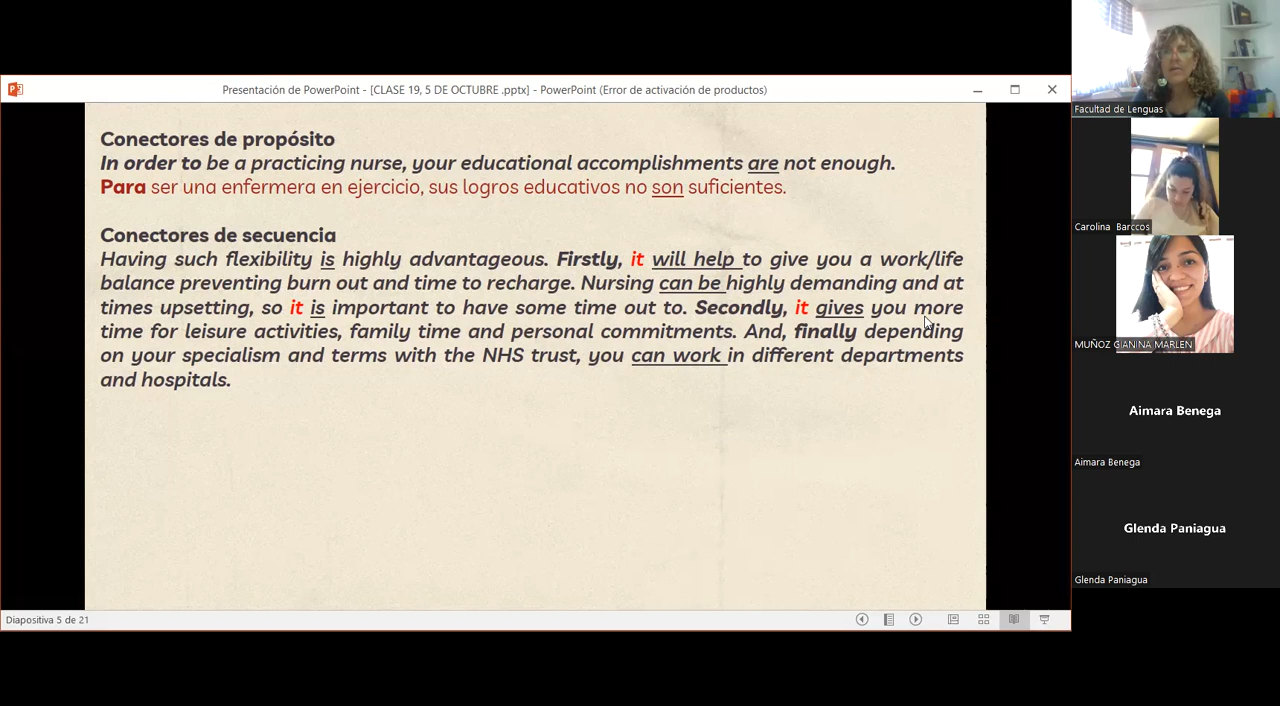 Presentación de PowerPoint - [CLASE 19, 5 DE OCTUBRE .pptx] - PowerPoint (Error de activación de productos)
Conectores de propósito
In order to be a practicing nurse, your educational accomplishments are not enough.
Para ser una enfermera en ejercicio, sus logros educativos no son suficientes.
Conectores de secuencia
Having such flexibility is highly advantageous. Firstly, it will help to give you a work/life
balance preventing burn out and time to recharge. Nursing can be highly demanding and at
times upsetting, so it is important to have some time out to. Secondly, it gives you more
time for leisure activities, family time and personal commitments. And, finally depending
on your specialism and terms with the NHS trust, you can work in different departments
and hospitals.
Diapositiva 5 de 21
Facultad de Lenguas
Carolina Barccos
MUÑOZ GIANINA MARLEN
Aimara Benega
Aimara Benega
Glenda Paniagua
Glenda Paniagua